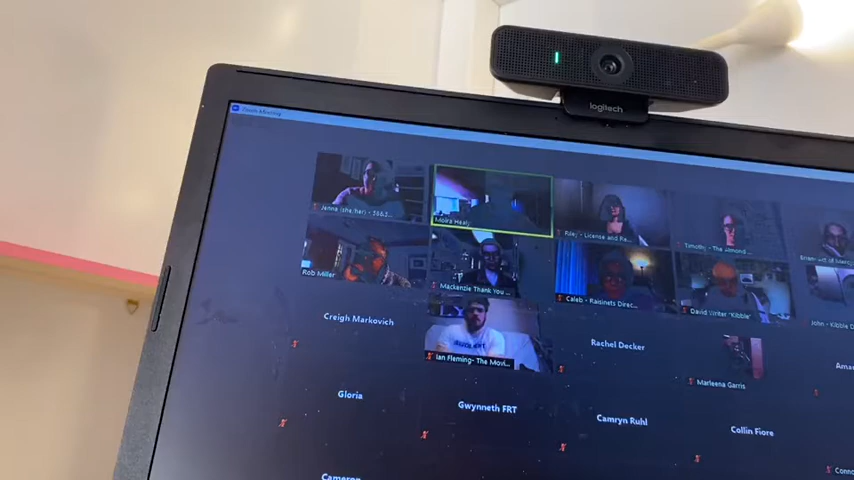 logitech
Zoom Meeting
Jenna (she/her) -
Moira Healy
Riley - License and Re...
Timothy - The Almond...
Rob Miller
Mackenzie Thank You ...
Caleb - Raisinets Direc...
David Writer "Kibble"
John - Kibble
Creigh Markovich
Ian Fleming- The Movi...
Rachel Decker
Marleena Garris
Gloria
Gwynneth FRT
Camryn Ruhl
Collin Fiore
Cameron